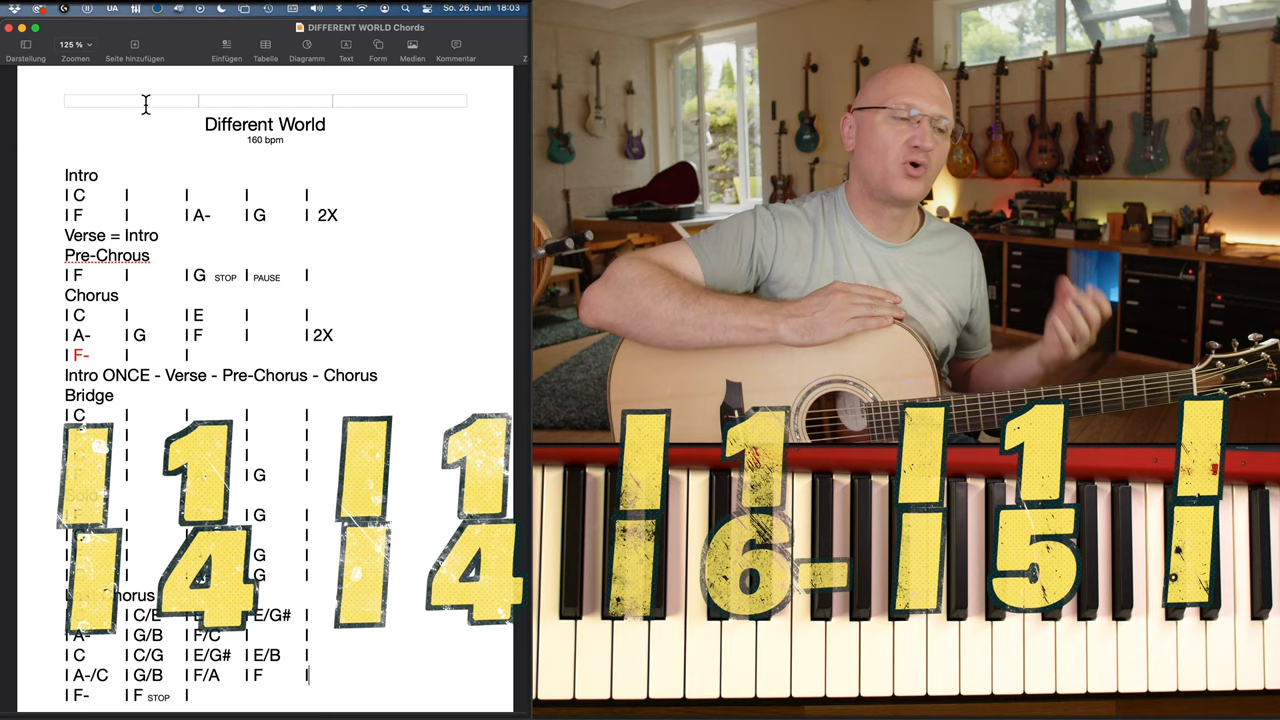 UA So. 26. Juni 18:03
DIFFERENT WORLD Chords
125 %
Darstellung Zoomen Seite hinzufügen Einfügen Tabelle Diagramm Text Form Medien Kommentar Z
Different World
160 bpm
Intro
| C | | | |
| F | | A- | G | 2X
Verse = Intro
Pre-Chrous
| F | | G STOP | PAUSE |
Chorus
| C | | E | |
| A- | G | F | | 2X
| F- | |
Intro ONCE - Verse - Pre-Chorus - Chorus
Bridge
| C | | | |
| 1 | 1 | 1 | 1 |
G |
G |
| 4 | 4 | 6- | 5 |
G |
G |
Chorus
| C/E E/G# |
| A- | G/B | F/C | |
| C | C/G | E/G# | E/B |
| A-/C | G/B | F/A | F |
| F- | F STOP |